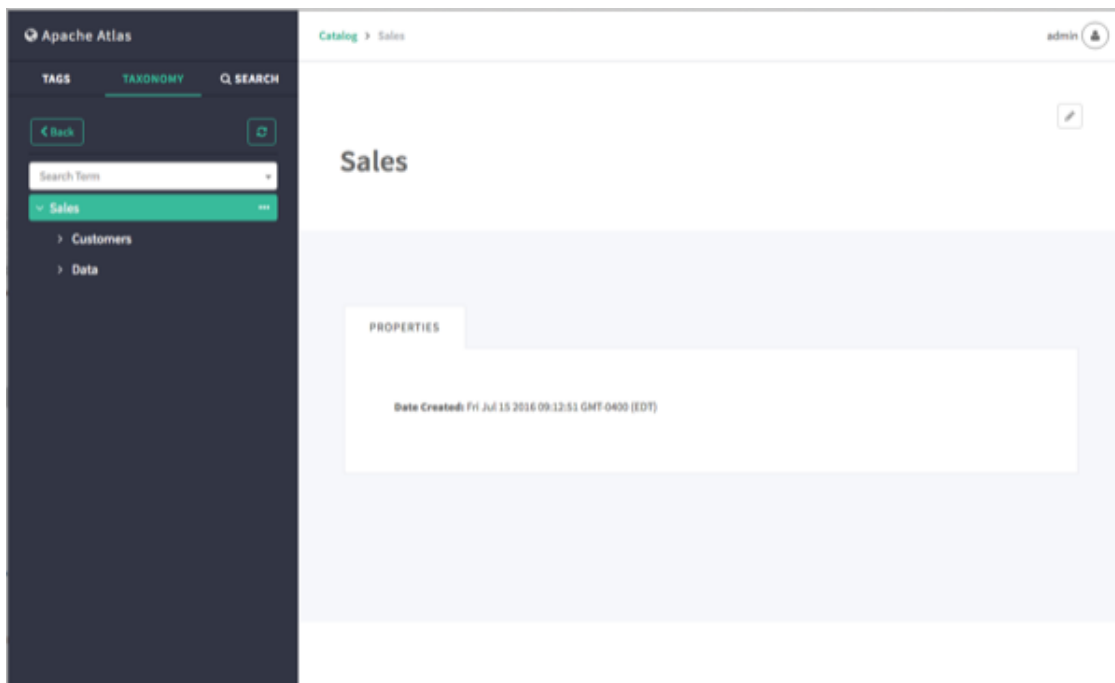 Apache Atlas
Catalog > Sales
admin
TAGS TAXONOMY SEARCH
Back
Search Term
Sales
Customers
Data
Sales
PROPERTIES
Date Created: Fri Jul 15 2016 09:12:51 GMT-0400 (EDT)